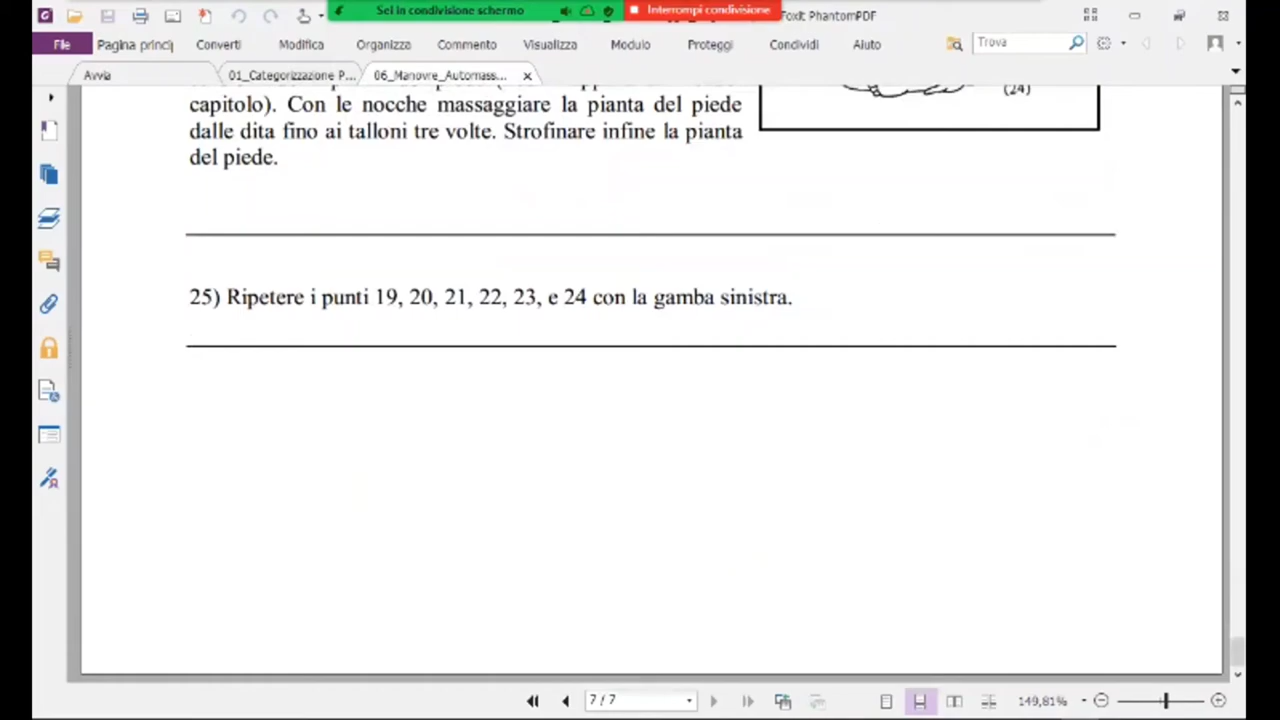 Sei in condivisione schermo
Interrompi condivisione
Foxit PhantomPDF
File
Pagina princi
Converti
Modifica
Organizza
Commento
Visualizza
Modulo
Proteggi
Condividi
Aiuto
Trova
Avvia
01_Categorizzazione P...
06_Manovre_Automass...
capitolo). Con le nocche massaggiare la pianta del piede
dalle dita fino ai talloni tre volte. Strofinare infine la pianta
del piede.
(24)
25) Ripetere i punti 19, 20, 21, 22, 23, e 24 con la gamba sinistra.
7 / 7
149,81%